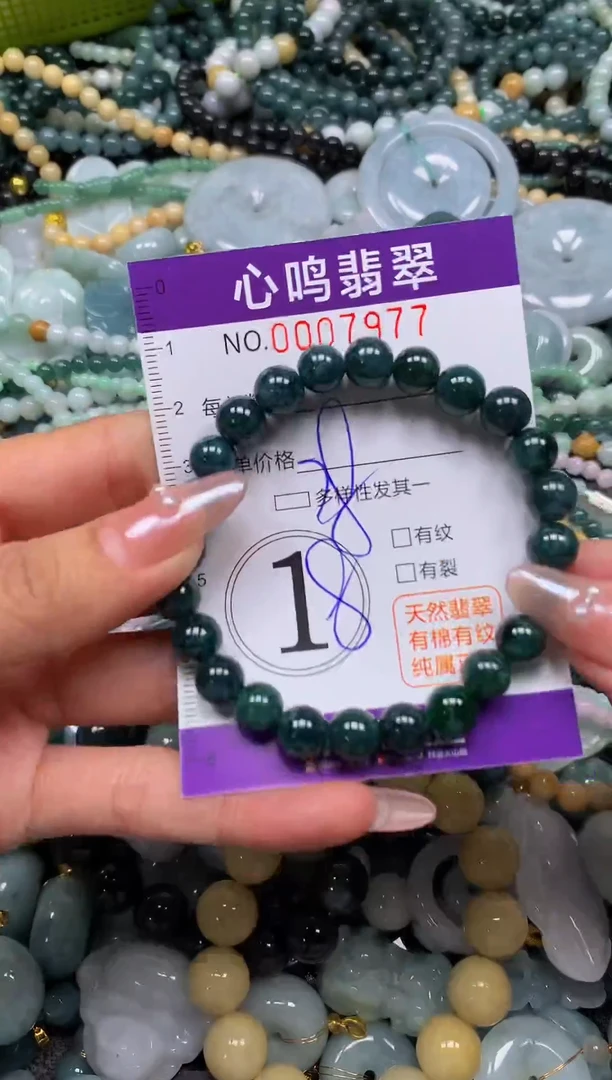 心鸣翡翠
0
1
NO.0007977
2
每
3
单价格
多样性发其一
有纹
有裂
5
1
天然翡翠
有棉有纹
纯属